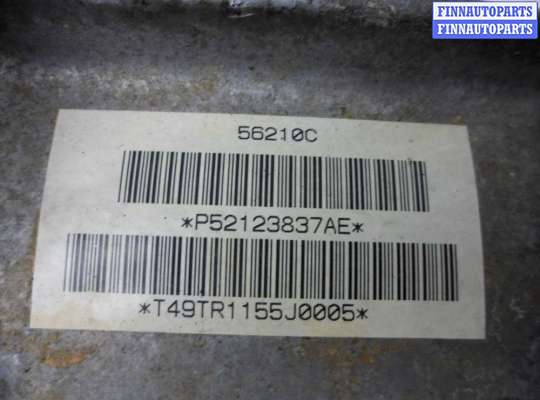 FINNAUTOPARTS
FINNAUTOPARTS
56210C
*P52123837AE*
*T49TR1155J0005*